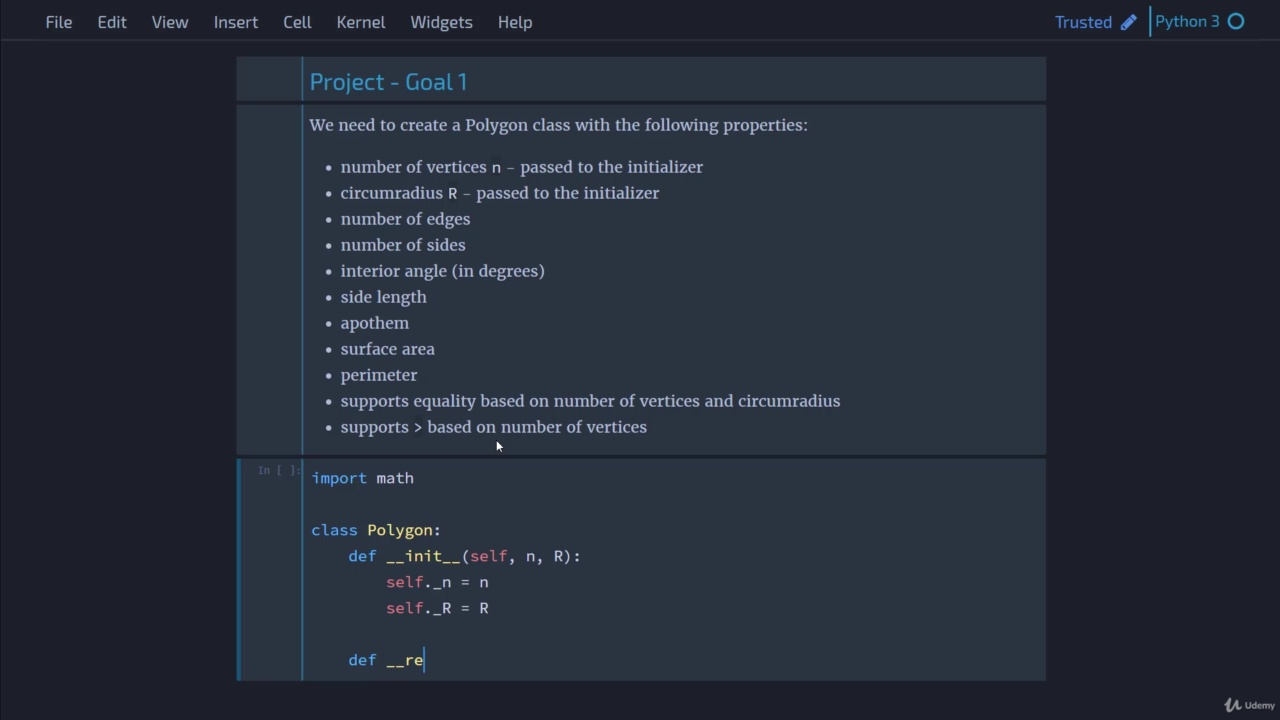 File Edit View Insert Cell Kernel Widgets Help Trusted Python 3
Project - Goal 1
We need to create a Polygon class with the following properties:
• number of vertices n - passed to the initializer
• circumradius R - passed to the initializer
• number of edges
• number of sides
• interior angle (in degrees)
• side length
• apothem
• surface area
• perimeter
• supports equality based on number of vertices and circumradius
• supports > based on number of vertices
In [ ]:
import math
class Polygon:
    def __init__(self, n, R):
        self._n = n
        self._R = R
    def __re
Udemy